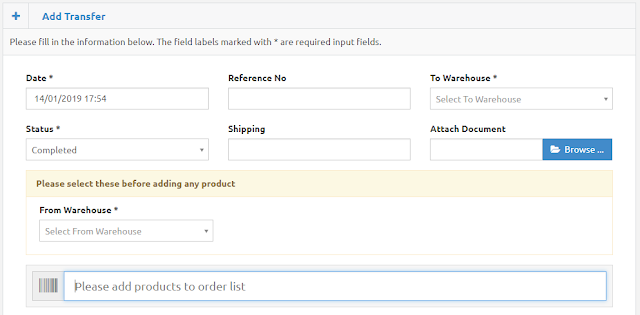 + Add Transfer
Please fill in the information below. The field labels marked with * are required input fields.
Date * Reference No To Warehouse *
14/01/2019 17:54 Select To Warehouse
Status * Shipping Attach Document
Completed Browse ...
Please select these before adding any product
From Warehouse *
Select From Warehouse
Please add products to order list